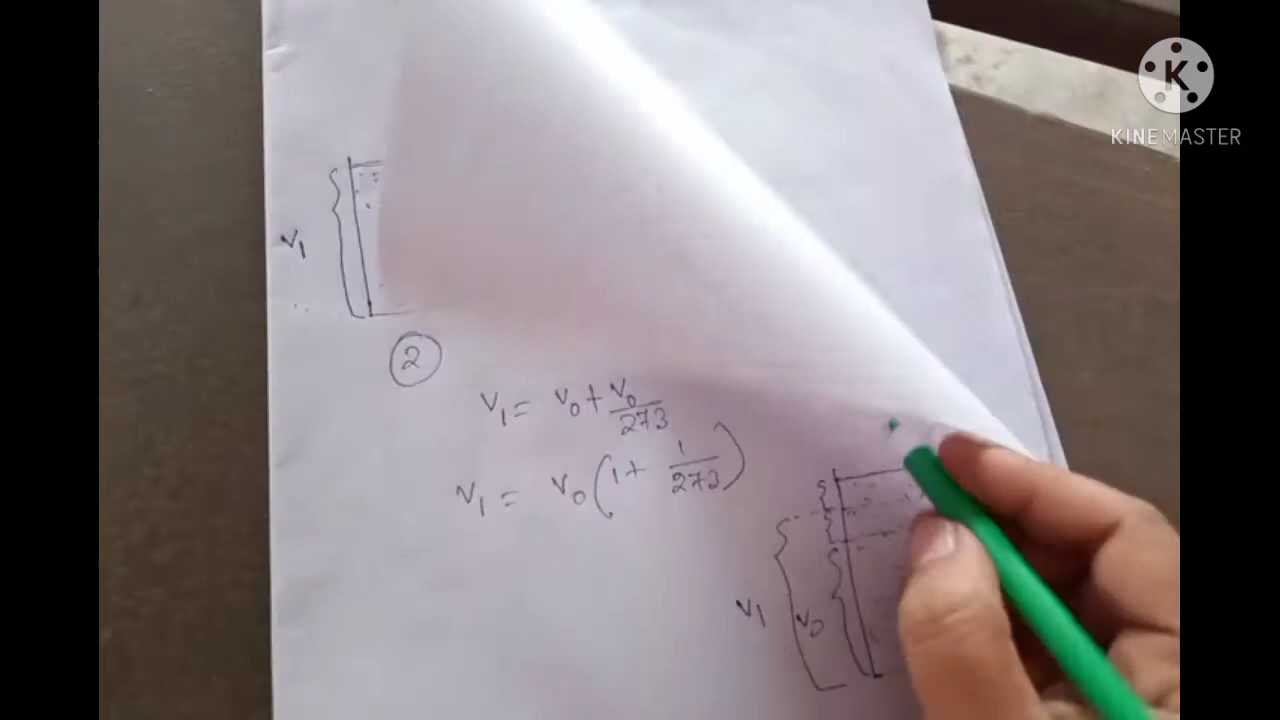 K
KINEMASTER
V₁
2
V₁ = V₀ + V₀/273
V₁ = V₀(1 + 1/273)
V₁ V₀